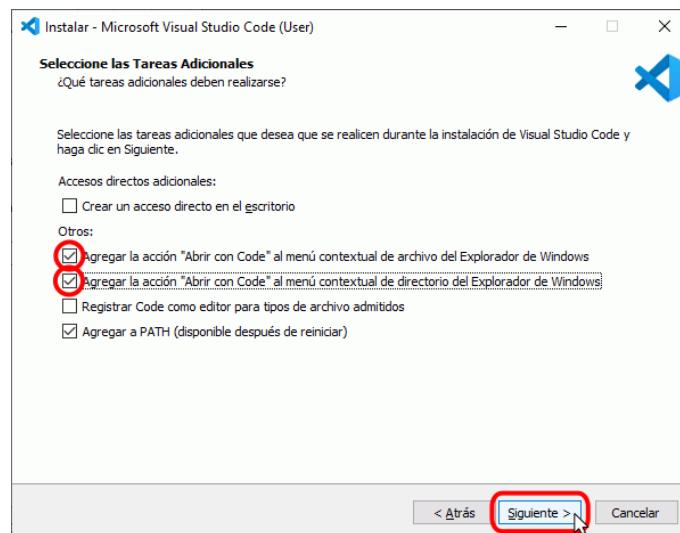 Instalar - Microsoft Visual Studio Code (User)
Seleccione las Tareas Adicionales
¿Qué tareas adicionales deben realizarse?
Seleccione las tareas adicionales que desea que se realicen durante la instalación de Visual Studio Code y
haga clic en Siguiente.
Accesos directos adicionales:
Crear un acceso directo en el escritorio
Otros:
Agregar la acción "Abrir con Code" al menú contextual de archivo del Explorador de Windows
Agregar la acción "Abrir con Code" al menú contextual de directorio del Explorador de Windows
Registrar Code como editor para tipos de archivo admitidos
Agregar a PATH (disponible después de reiniciar)
< Atrás Siguiente > Cancelar